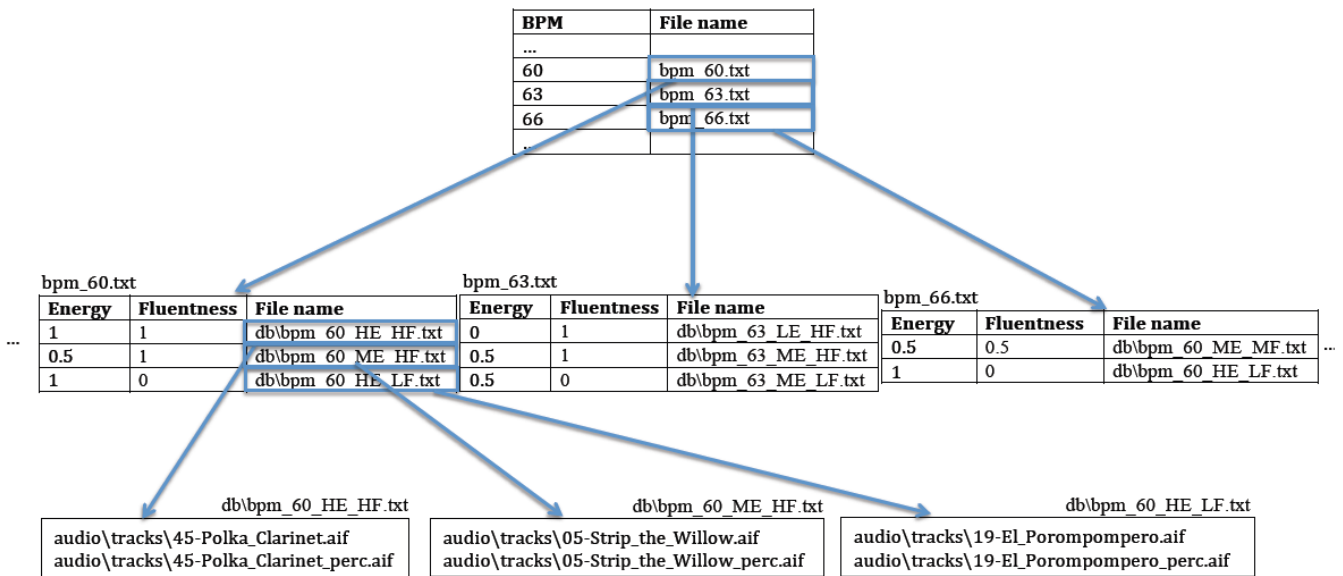 BPM File name
...
60 bpm_60.txt
63 bpm_63.txt
66 bpm_66.txt
...
bpm_60.txt
Energy Fluentness File name
1 1 db\bpm_60_HE_HF.txt
0.5 1 db\bpm_60_ME_HF.txt
1 0 db\bpm_60_HE_LF.txt
...
bpm_63.txt
Energy Fluentness File name
0 1 db\bpm_63_LE_HF.txt
0.5 1 db\bpm_63_ME_HF.txt
0.5 0 db\bpm_63_ME_LF.txt
bpm_66.txt
Energy Fluentness File name
0.5 0.5 db\bpm_60_ME_MF.txt
1 0 db\bpm_60_HE_LF.txt
...
db\bpm_60_HE_HF.txt
audio\tracks\45-Polka_Clarinet.aif
audio\tracks\45-Polka_Clarinet_perc.aif
db\bpm_60_ME_HF.txt
audio\tracks\05-Strip_the_Willow.aif
audio\tracks\05-Strip_the_Willow_perc.aif
db\bpm_60_HE_LF.txt
audio\tracks\19-El_Porompompero.aif
audio\tracks\19-El_Porompompero_perc.aif